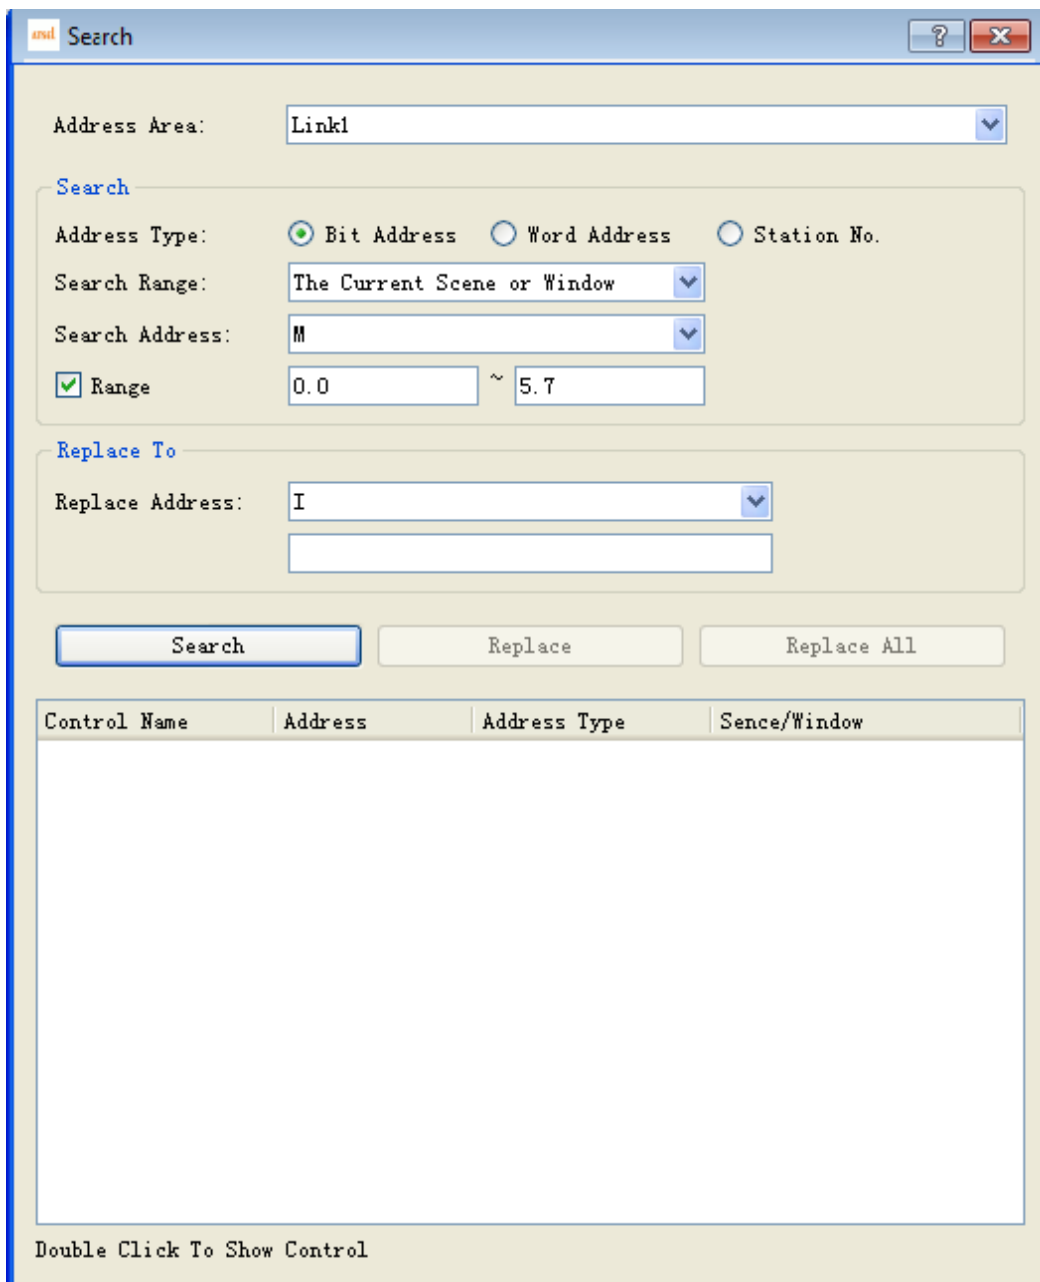 Search
Address Area: Link1
Search
Address Type: Bit Address Word Address Station No.
Search Range: The Current Scene or Window
Search Address: M
Range 0.0 ~ 5.7
Replace To
Replace Address: I
Search Replace Replace All
Control Name Address Address Type Sence/Window
Double Click To Show Control